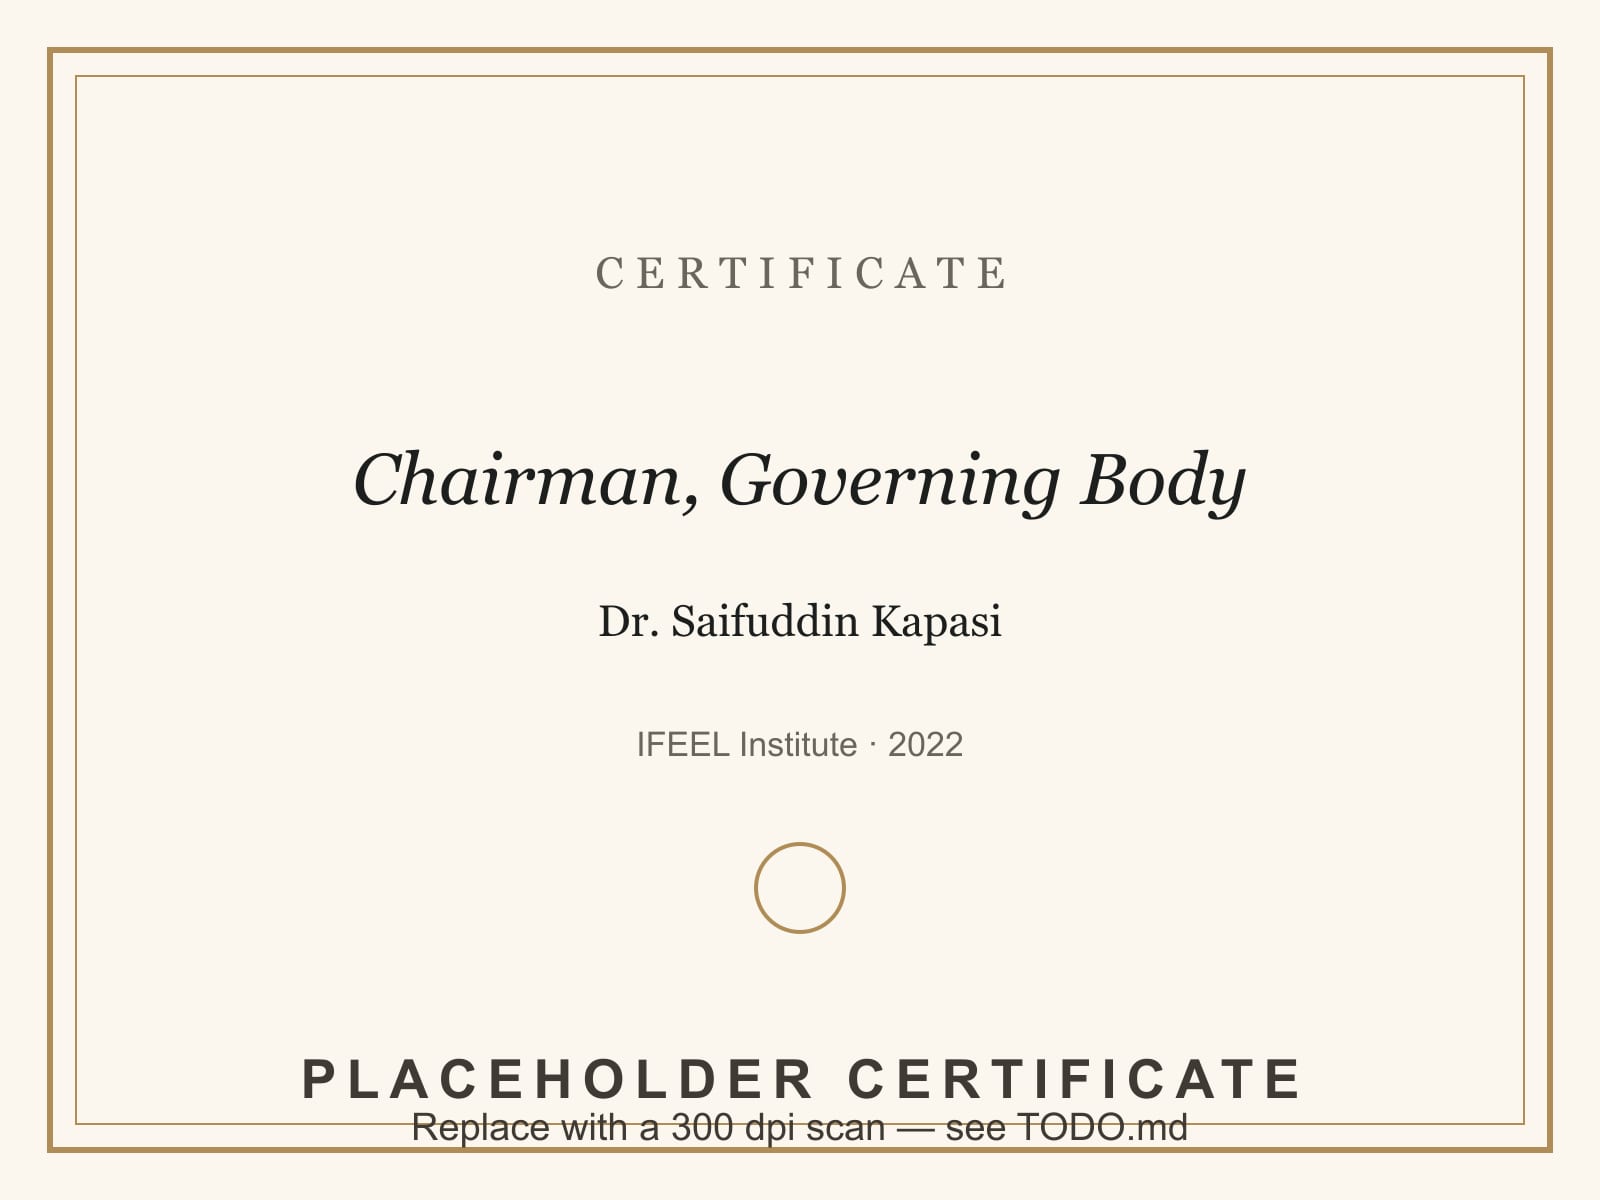 CERTIFICATE
Chairman, Governing Body
Dr. Saifuddin Kapasi
IFEEL Institute · 2022
PLACEHOLDER CERTIFICATE
Replace with a 300 dpi scan — see TODO.md